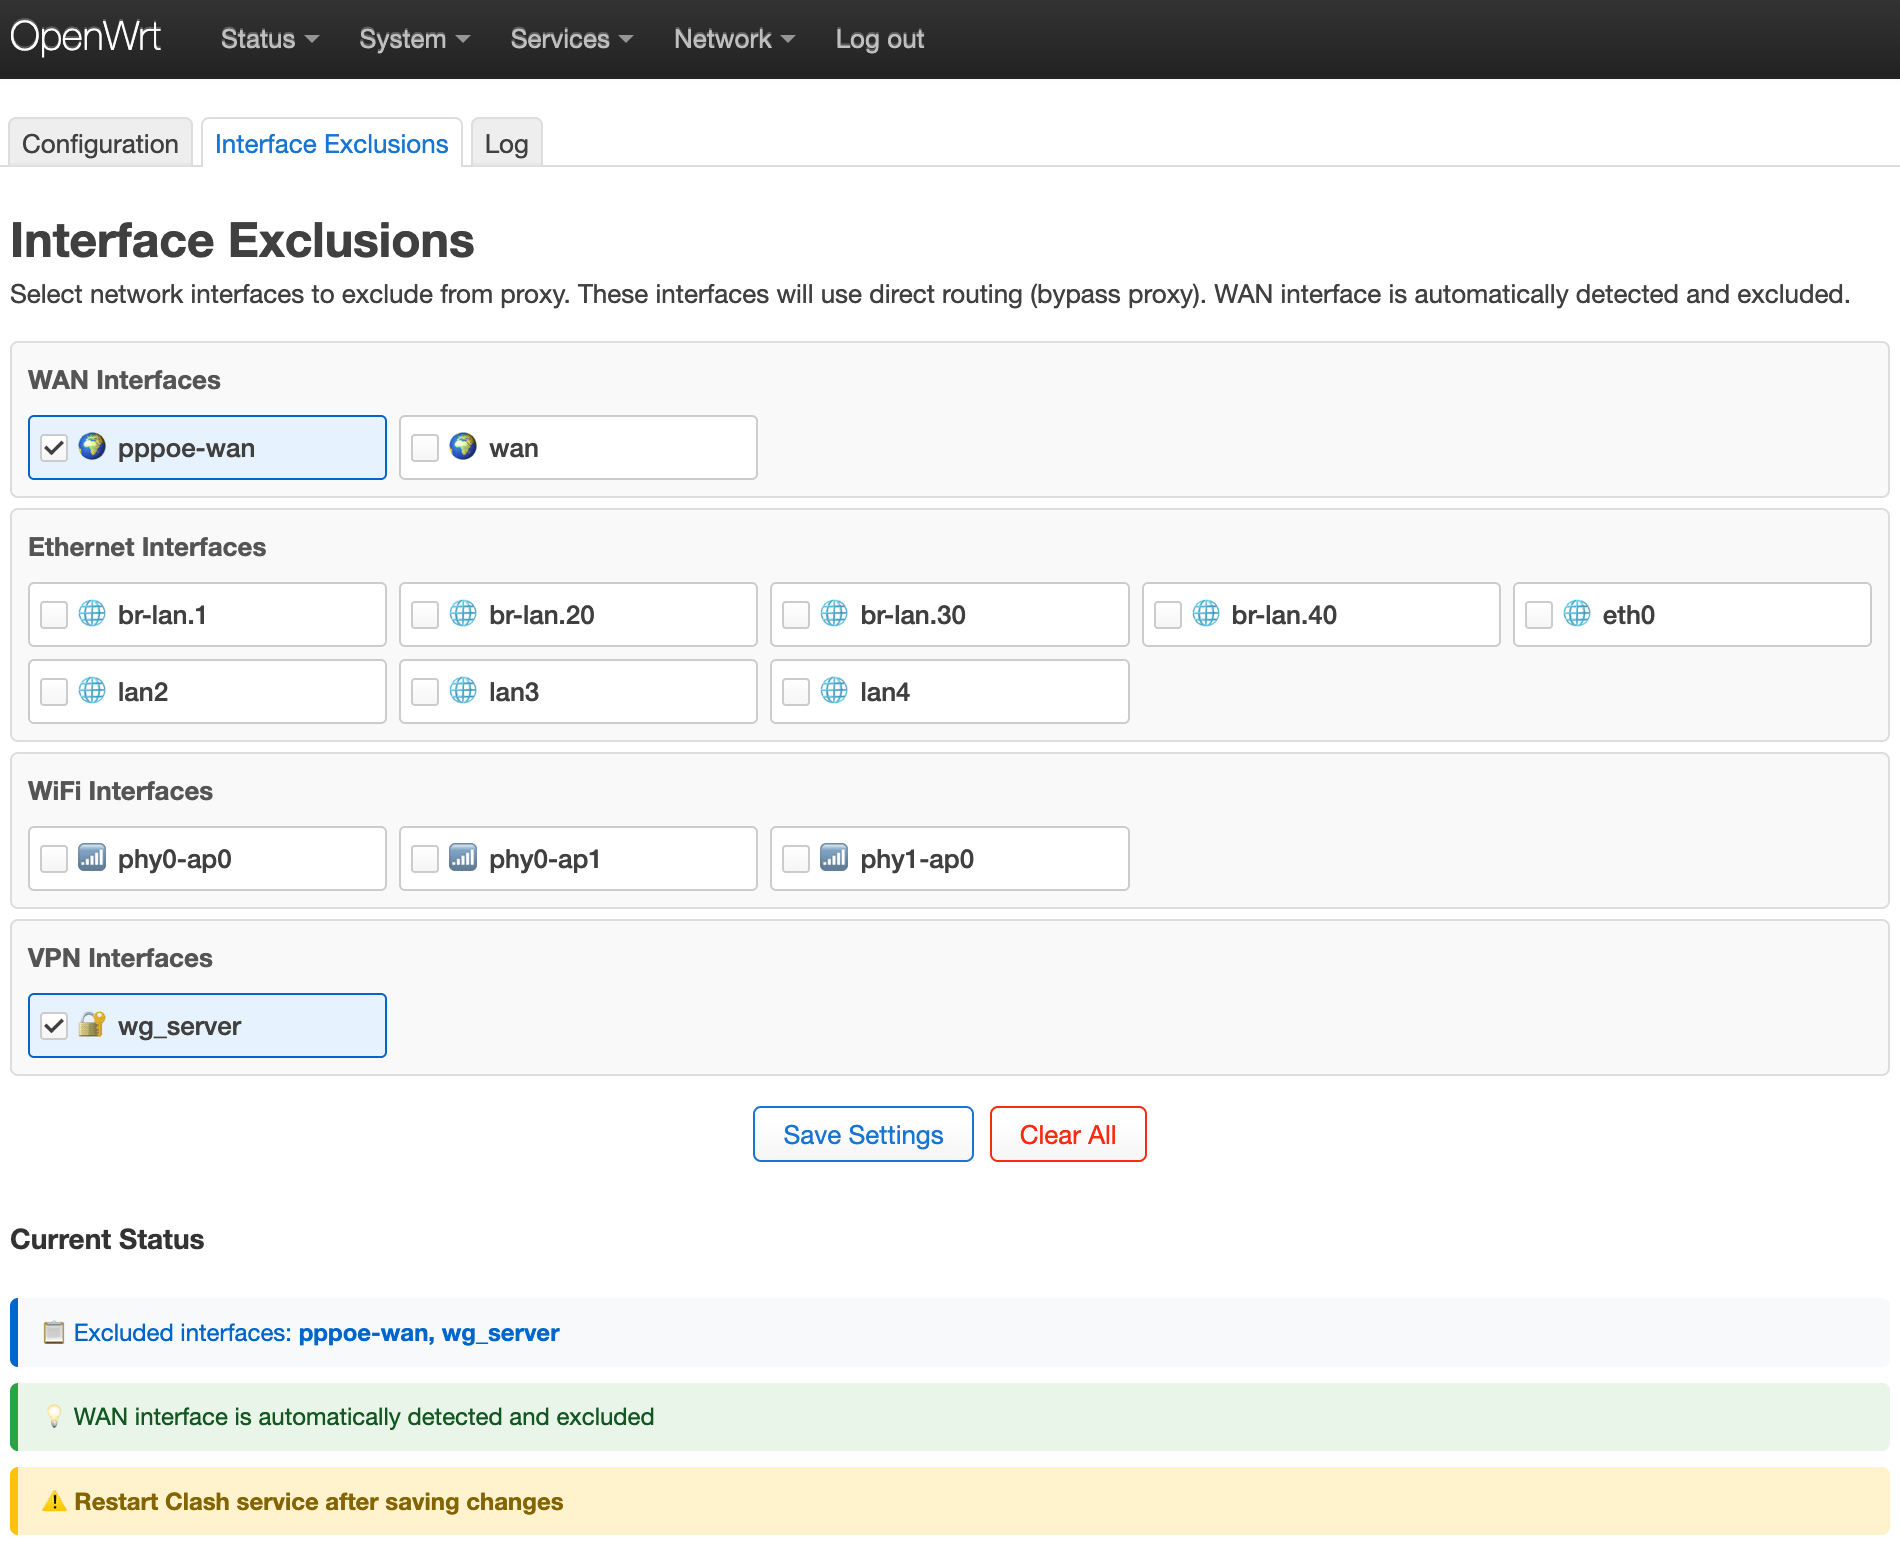 OpenWrt Status System Services Network Log out
Configuration Interface Exclusions Log
Interface Exclusions
Select network interfaces to exclude from proxy. These interfaces will use direct routing (bypass proxy). WAN interface is automatically detected and excluded.
WAN Interfaces
pppoe-wan wan
Ethernet Interfaces
br-lan.1 br-lan.20 br-lan.30 br-lan.40 eth0
lan2 lan3 lan4
WiFi Interfaces
phy0-ap0 phy0-ap1 phy1-ap0
VPN Interfaces
wg_server
Save Settings Clear All
Current Status
Excluded interfaces: pppoe-wan, wg_server
WAN interface is automatically detected and excluded
Restart Clash service after saving changes